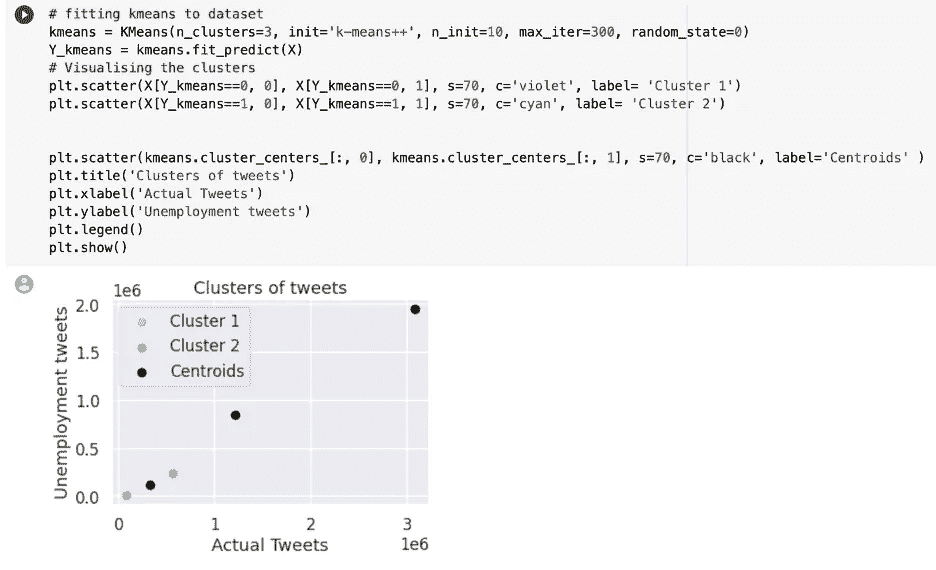 # fitting kmeans to dataset
kmeans = KMeans(n_clusters=3, init='k-means++', n_init=10, max_iter=300, random_state=0)
Y_kmeans = kmeans.fit_predict(X)
# Visualising the clusters
plt.scatter(X[Y_kmeans==0, 0], X[Y_kmeans==0, 1], s=70, c='violet', label= 'Cluster 1')
plt.scatter(X[Y_kmeans==1, 0], X[Y_kmeans==1, 1], s=70, c='cyan', label= 'Cluster 2')
plt.scatter(kmeans.cluster_centers_[:, 0], kmeans.cluster_centers_[:, 1], s=70, c='black', label='Centroids' )
plt.title('Clusters of tweets')
plt.xlabel('Actual Tweets')
plt.ylabel('Unemployment tweets')
plt.legend()
plt.show()
1e6
Clusters of tweets
Unemployment tweets
2.0
1.5
1.0
0.5
0.0
Cluster 1
Cluster 2
Centroids
0 1 2 3
Actual Tweets
1e6